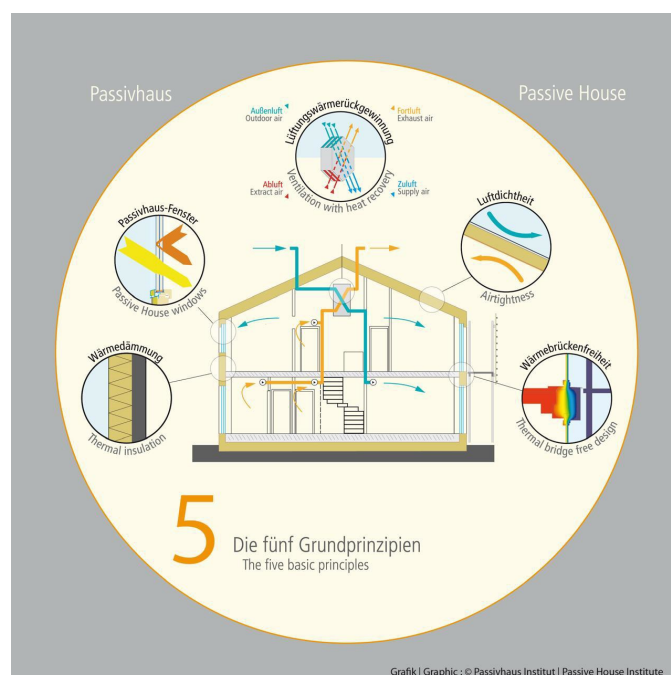 Passivhaus
Passive House
Lüftungswärmerückgewinnung
Außenluft
Outdoor air
Fortluft
Exhaust air
Abluft
Extract air
Zuluft
Supply air
Ventilation with heat recovery
Passivhaus-Fenster
Passive House windows
Luftdichtheit
Airtightness
Wärmedämmung
Thermal insulation
Wärmebrückenfreiheit
Thermal bridge free design
5
Die fünf Grundprinzipien
The five basic principles
Grafik | Graphic : © Passivhaus Institut | Passive House Institute